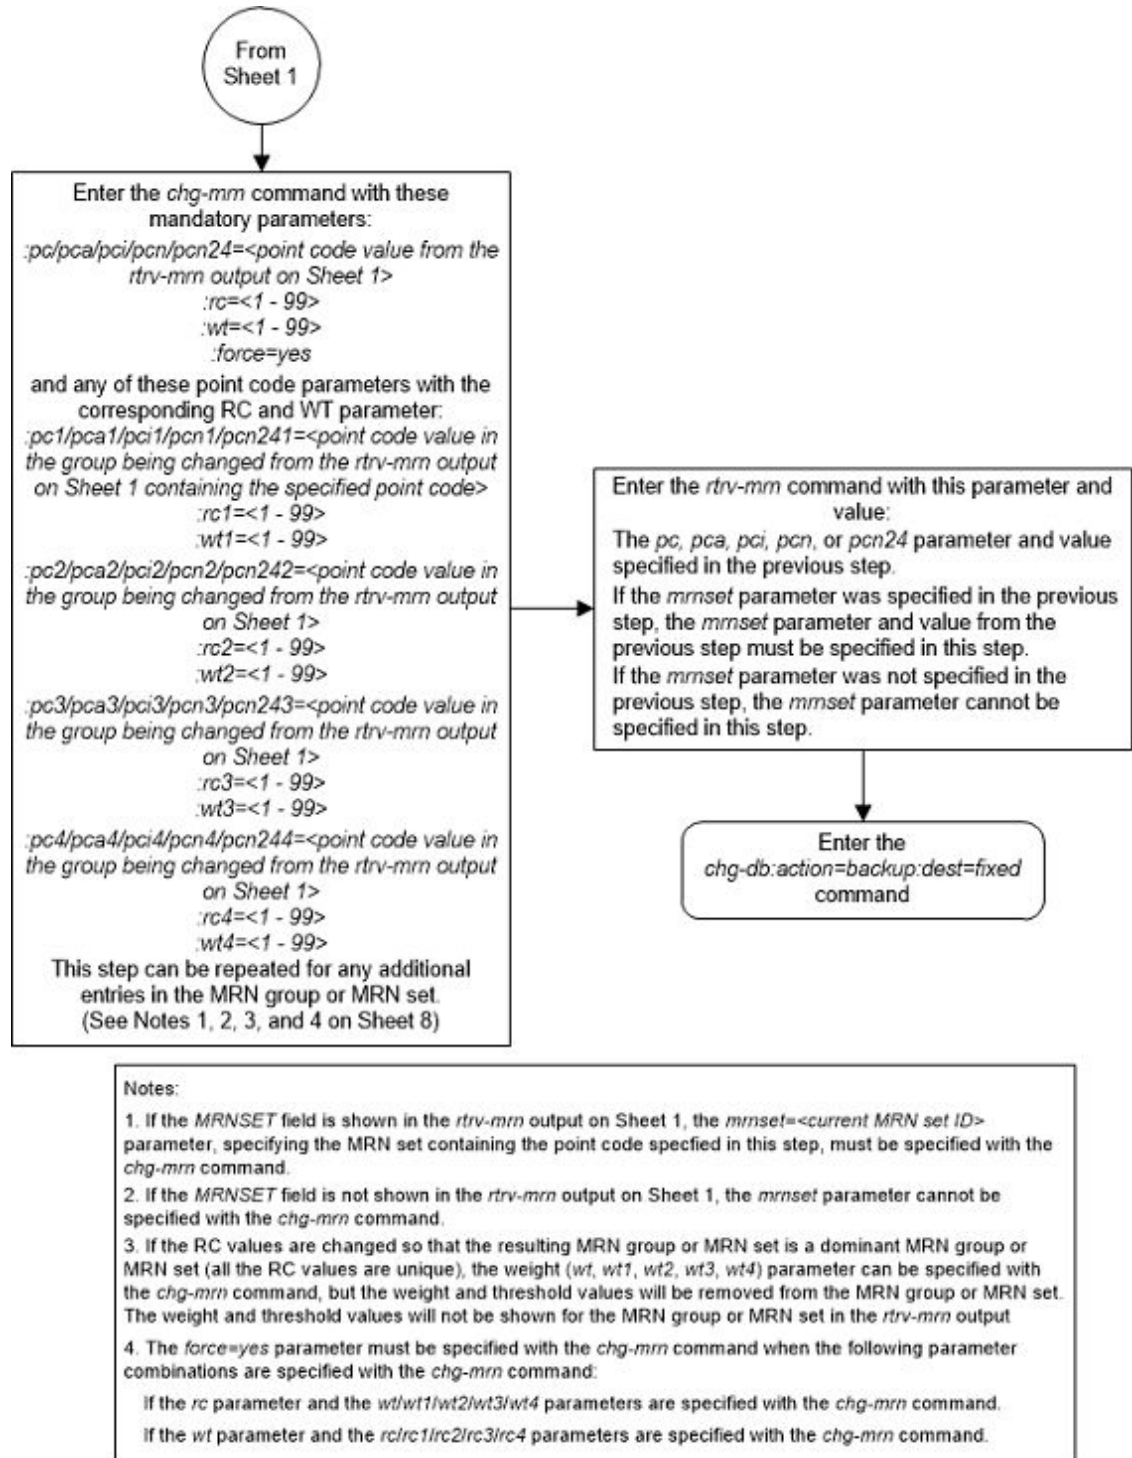 From
Sheet 1
Enter the chg-mrn command with these
mandatory parameters:
:pc/pca/pci/pcn/pcn24=<point code value from the
rtrv-mrn output on Sheet 1>
:rc=<1 - 99>
:wt=<1 - 99>
:force=yes
and any of these point code parameters with the
corresponding RC and WT parameter:
:pc1/pca1/pci1/pcn1/pcn241=<point code value in
the group being changed from the rtrv-mrn output
on Sheet 1 containing the specified point code>
:rc1=<1 - 99>
:wt1=<1 - 99>
:pc2/pca2/pci2/pcn2/pcn242=<point code value in
the group being changed from the rtrv-mrn output
on Sheet 1>
:rc2=<1 - 99>
:wt2=<1 - 99>
:pc3/pca3/pci3/pcn3/pcn243=<point code value in
the group being changed from the rtrv-mrn output
on Sheet 1>
:rc3=<1 - 99>
:wt3=<1 - 99>
:pc4/pca4/pci4/pcn4/pcn244=<point code value in
the group being changed from the rtrv-mrn output
on Sheet 1>
:rc4=<1 - 99>
:wt4=<1 - 99>
This step can be repeated for any additional
entries in the MRN group or MRN set.
(See Notes 1, 2, 3, and 4 on Sheet 8)
Enter the rtrv-mrn command with this parameter and
value:
The pc, pca, pci, pcn, or pcn24 parameter and value
specified in the previous step.
If the mrnset parameter was specified in the previous
step, the mrnset parameter and value from the
previous step must be specified in this step.
If the mrnset parameter was not specified in the
previous step, the mrnset parameter cannot be
specified in this step.
Enter the
chg-db:action=backup:dest=fixed
command
Notes:
1. If the MRNSET field is shown in the rtrv-mrn output on Sheet 1, the mrnset=<current MRN set ID>
parameter, specifying the MRN set containing the point code specfied in this step, must be specified with the
chg-mrn command.
2. If the MRNSET field is not shown in the rtrv-mrn output on Sheet 1, the mrnset parameter cannot be
specified with the chg-mrn command.
3. If the RC values are changed so that the resulting MRN group or MRN set is a dominant MRN group or
MRN set (all the RC values are unique), the weight (wt, wt1, wt2, wt3, wt4) parameter can be specified with
the chg-mrn command, but the weight and threshold values will be removed from the MRN group or MRN set.
The weight and threshold values will not be shown for the MRN group or MRN set in the rtrv-mrn output
4. The force=yes parameter must be specified with the chg-mrn command when the following parameter
combinations are specified with the chg-mrn command:
If the rc parameter and the wt/wt1/wt2/wt3/wt4 parameters are specified with the chg-mrn command.
If the wt parameter and the rc/rc1/rc2/rc3/rc4 parameters are specified with the chg-mrn command.